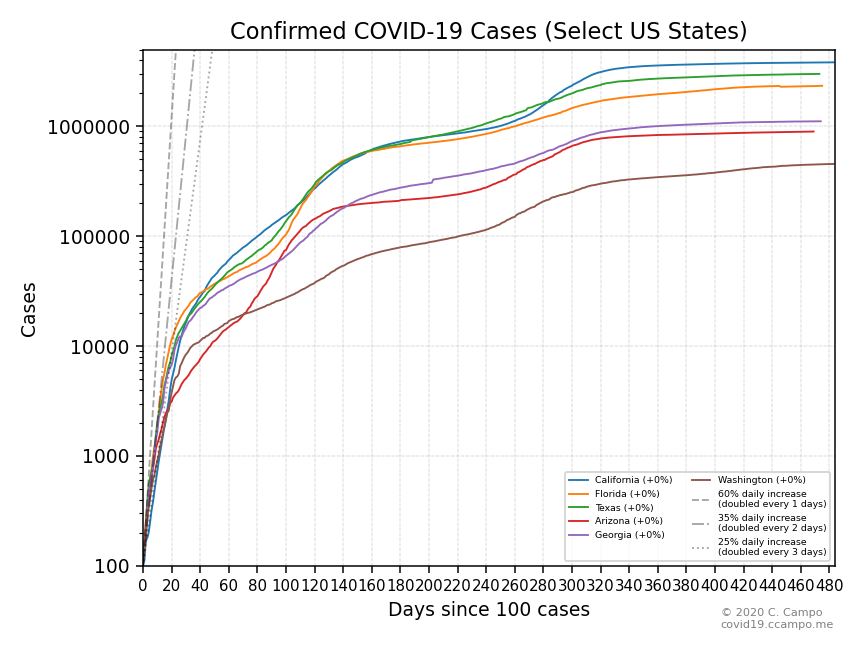 Confirmed COVID-19 Cases (Select US States)
Cases
1000000
100000
10000
1000
100
0 20 40 60 80 100 120 140 160 180 200 220 240 260 280 300 320 340 360 380 400 420 440 460 480
Days since 100 cases
California (+0%)
Florida (+0%)
Texas (+0%)
Arizona (+0%)
Georgia (+0%)
Washington (+0%)
60% daily increase
(doubled every 1 days)
35% daily increase
(doubled every 2 days)
25% daily increase
(doubled every 3 days)
© 2020 C. Campo
covid19.ccampo.me